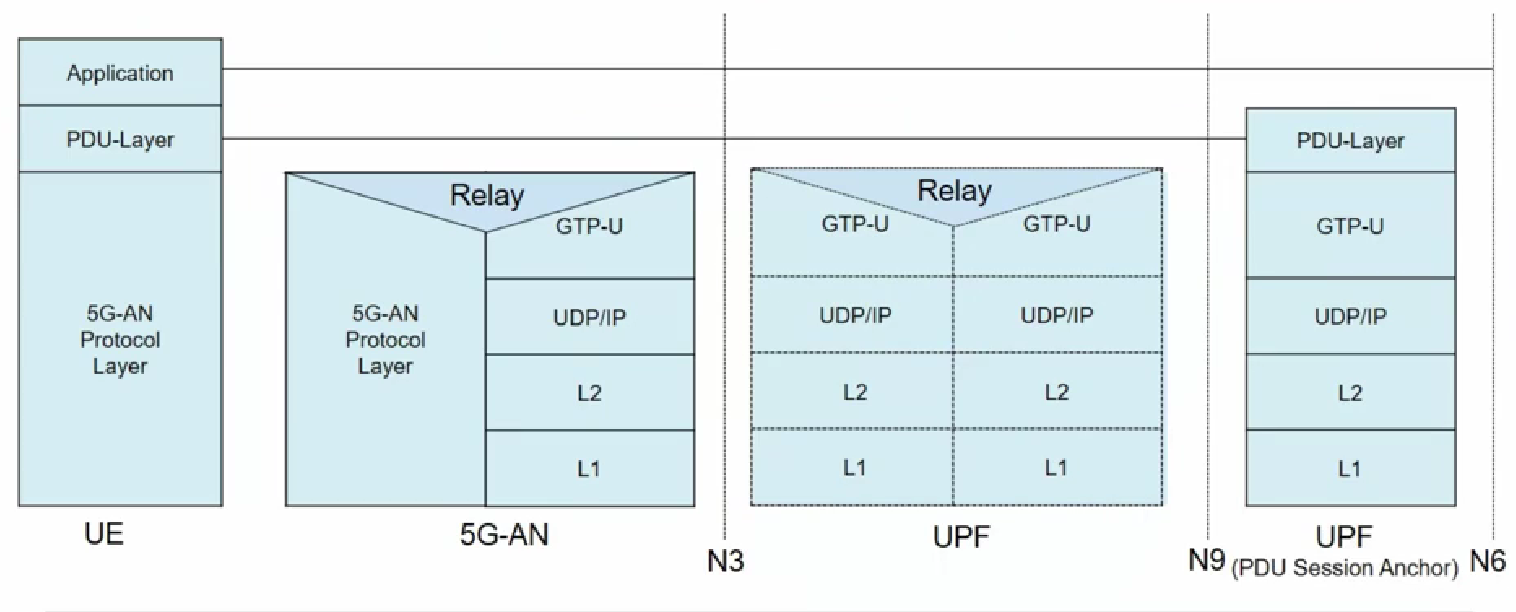 Application
PDU-Layer
5G-AN
Protocol
Layer
UE
Relay
GTP-U
5G-AN
Protocol
Layer
UDP/IP
L2
L1
5G-AN
N3
Relay
GTP-U
GTP-U
UDP/IP
UDP/IP
L2
L2
L1
L1
UPF
N9
PDU-Layer
GTP-U
UDP/IP
L2
L1
UPF
(PDU Session Anchor)
N6